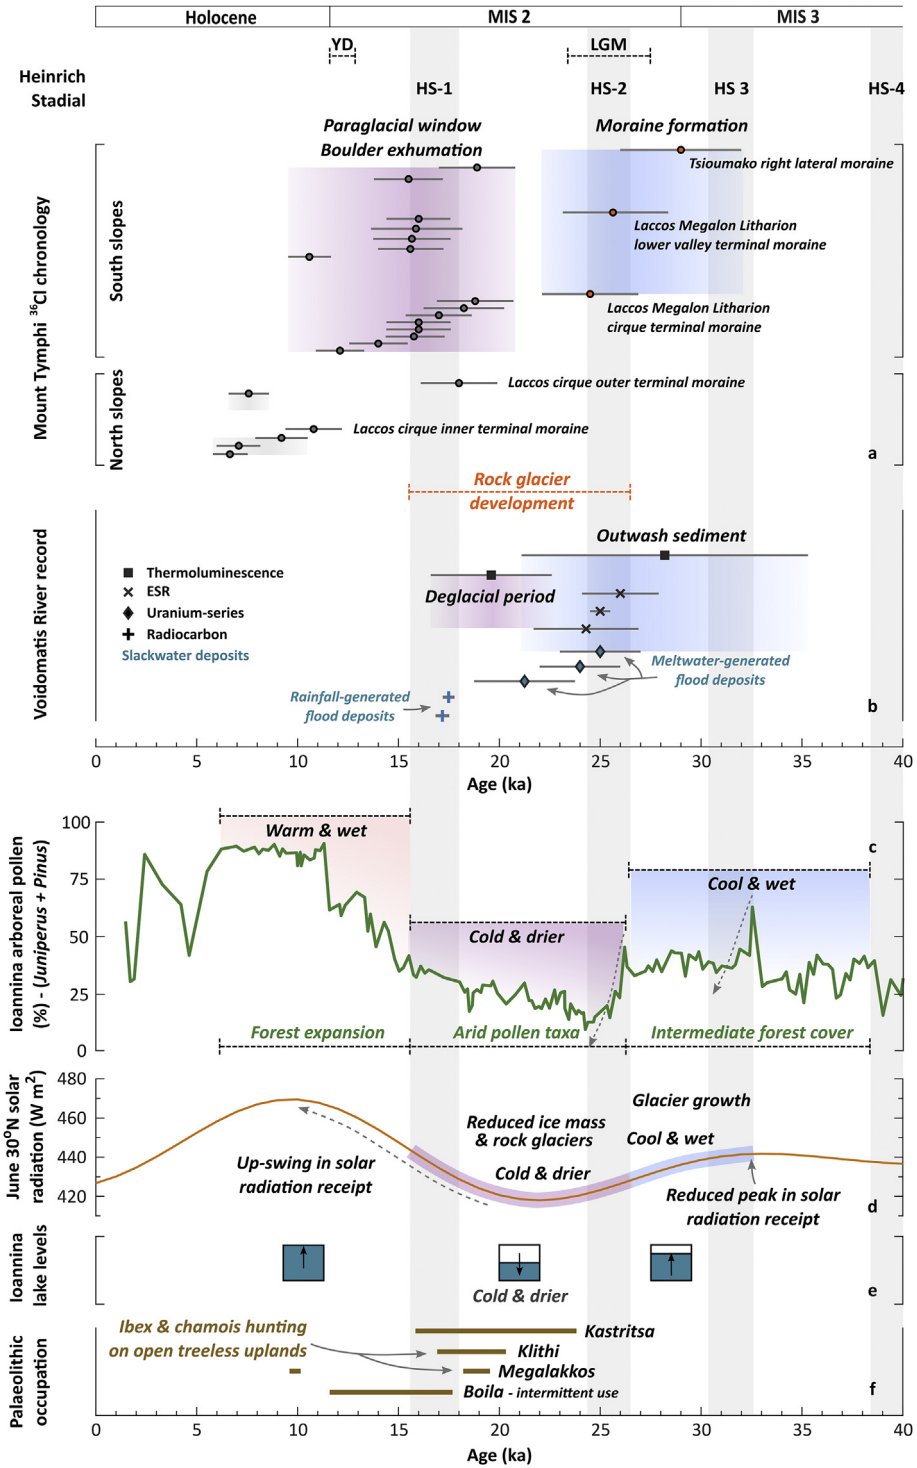 Holocene
MIS 2
MIS 3
YD
LGM
Heinrich
Stadial
HS-1
HS-2
HS 3
HS-4
Paraglacial window
Boulder exhumation
Moraine formation
Tsioumako right lateral moraine
Laccos Megalon Litharion
lower valley terminal moraine
Laccos Megalon Litharion
cirque terminal moraine
Mount Tymphi ³⁶Cl chronology
South slopes
North slopes
Laccos cirque outer terminal moraine
Laccos cirque inner terminal moraine
a
Rock glacier
development
Voidomatis River record
Outwash sediment
Thermoluminescence
ESR
Uranium-series
Radiocarbon
Slackwater deposits
Deglacial period
Meltwater-generated
flood deposits
Rainfall-generated
flood deposits
b
0 5 10 15 20 25 30 35 40
Age (ka)
Ioannina arboreal pollen
(%) - (Juniperus + Pinus)
100
75
50
25
0
Warm & wet
Cold & drier
Cool & wet
c
Forest expansion
Arid pollen taxa
Intermediate forest cover
June 30⁰N solar
radiation (W m²)
480
460
440
420
Up-swing in solar
radiation receipt
Reduced ice mass
& rock glaciers
Cold & drier
Glacier growth
Cool & wet
Reduced peak in solar
radiation receipt
d
Ioannina
lake levels
Cold & drier
e
Palaeolithic
occupation
Ibex & chamois hunting
on open treeless uplands
Kastritsa
Klithi
Megalakkos
Boila - intermittent use
f
0 5 10 15 20 25 30 35 40
Age (ka)